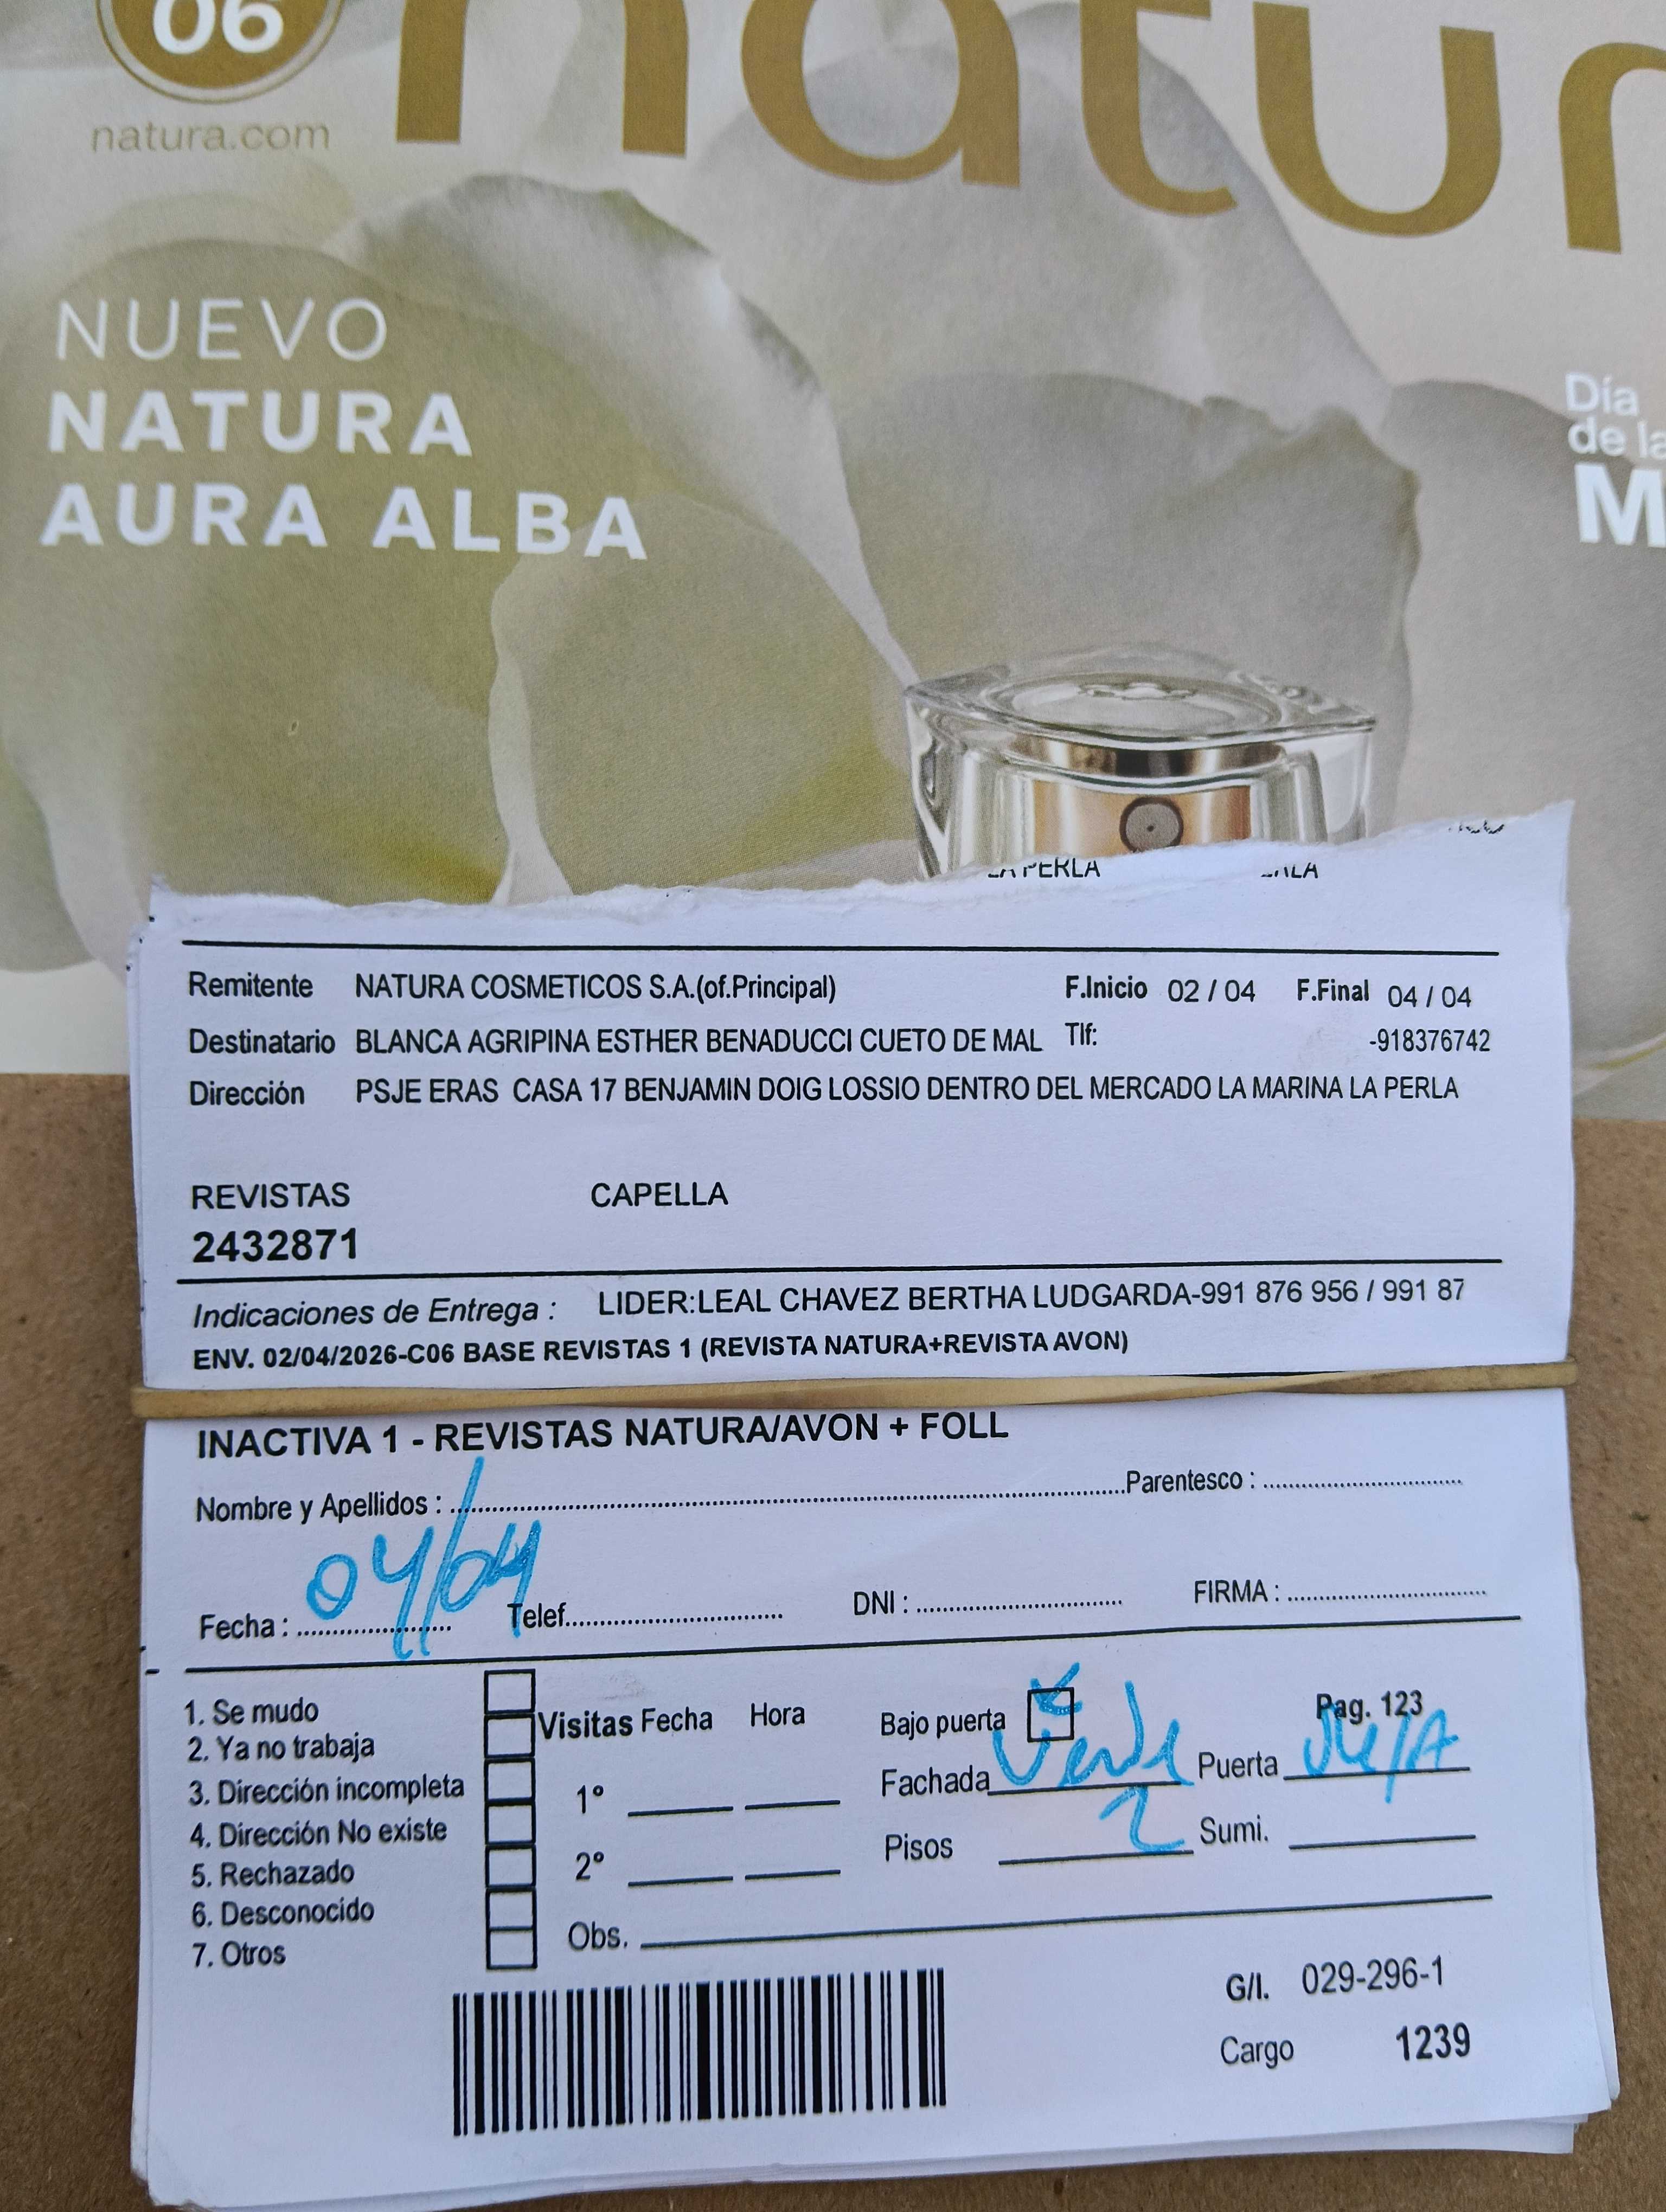 06
natura.com
natur
NUEVO
NATURA
AURA ALBA
Día
de la
M
LA PERLA
Remitente NATURA COSMETICOS S.A.(of.Principal) F.Inicio 02 / 04 F.Final 04 / 04
Destinatario BLANCA AGRIPINA ESTHER BENADUCCI CUETO DE MAL Tlf: -918376742
Dirección PSJE ERAS CASA 17 BENJAMIN DOIG LOSSIO DENTRO DEL MERCADO LA MARINA LA PERLA
REVISTAS CAPELLA
2432871
Indicaciones de Entrega : LIDER:LEAL CHAVEZ BERTHA LUDGARDA-991 876 956 / 991 87
ENV. 02/04/2026-C06 BASE REVISTAS 1 (REVISTA NATURA+REVISTA AVON)
INACTIVA 1 - REVISTAS NATURA/AVON + FOLL
Nombre y Apellidos : Parentesco :
Fecha : 04/04 Telef. DNI : FIRMA :
1. Se mudo
2. Ya no trabaja
3. Dirección incompleta
4. Dirección No existe
5. Rechazado
6. Desconocido
7. Otros
Visitas Fecha Hora
1º
2º
Obs.
Bajo puerta Pag. 123
Fachada Verde Puerta
Pisos 2 Sumi.
G/I. 029-296-1
Cargo 1239